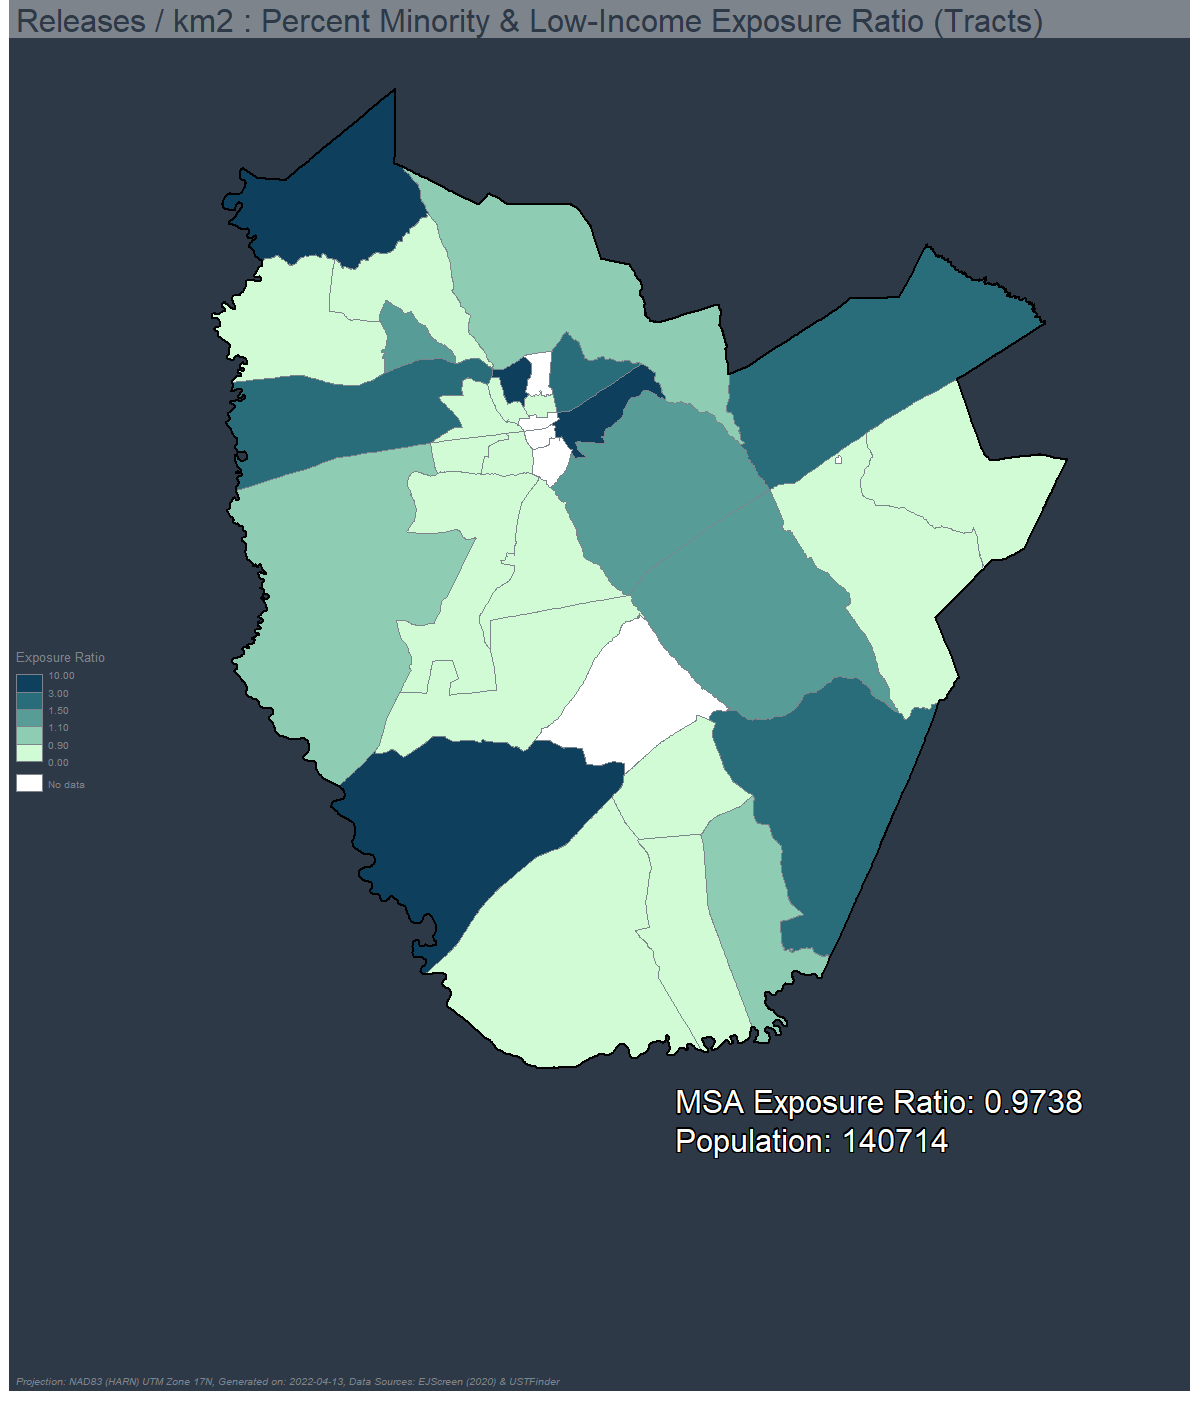 Releases / km2 : Percent Minority & Low-Income Exposure Ratio (Tracts)
Exposure Ratio
10.00
3.00
1.50
1.10
0.90
0.00
No data
MSA Exposure Ratio: 0.9738
Population: 140714
Projection: NAD83 (HARN) UTM Zone 17N, Generated on: 2022-04-13, Data Sources: EJScreen (2020) & USTFinder